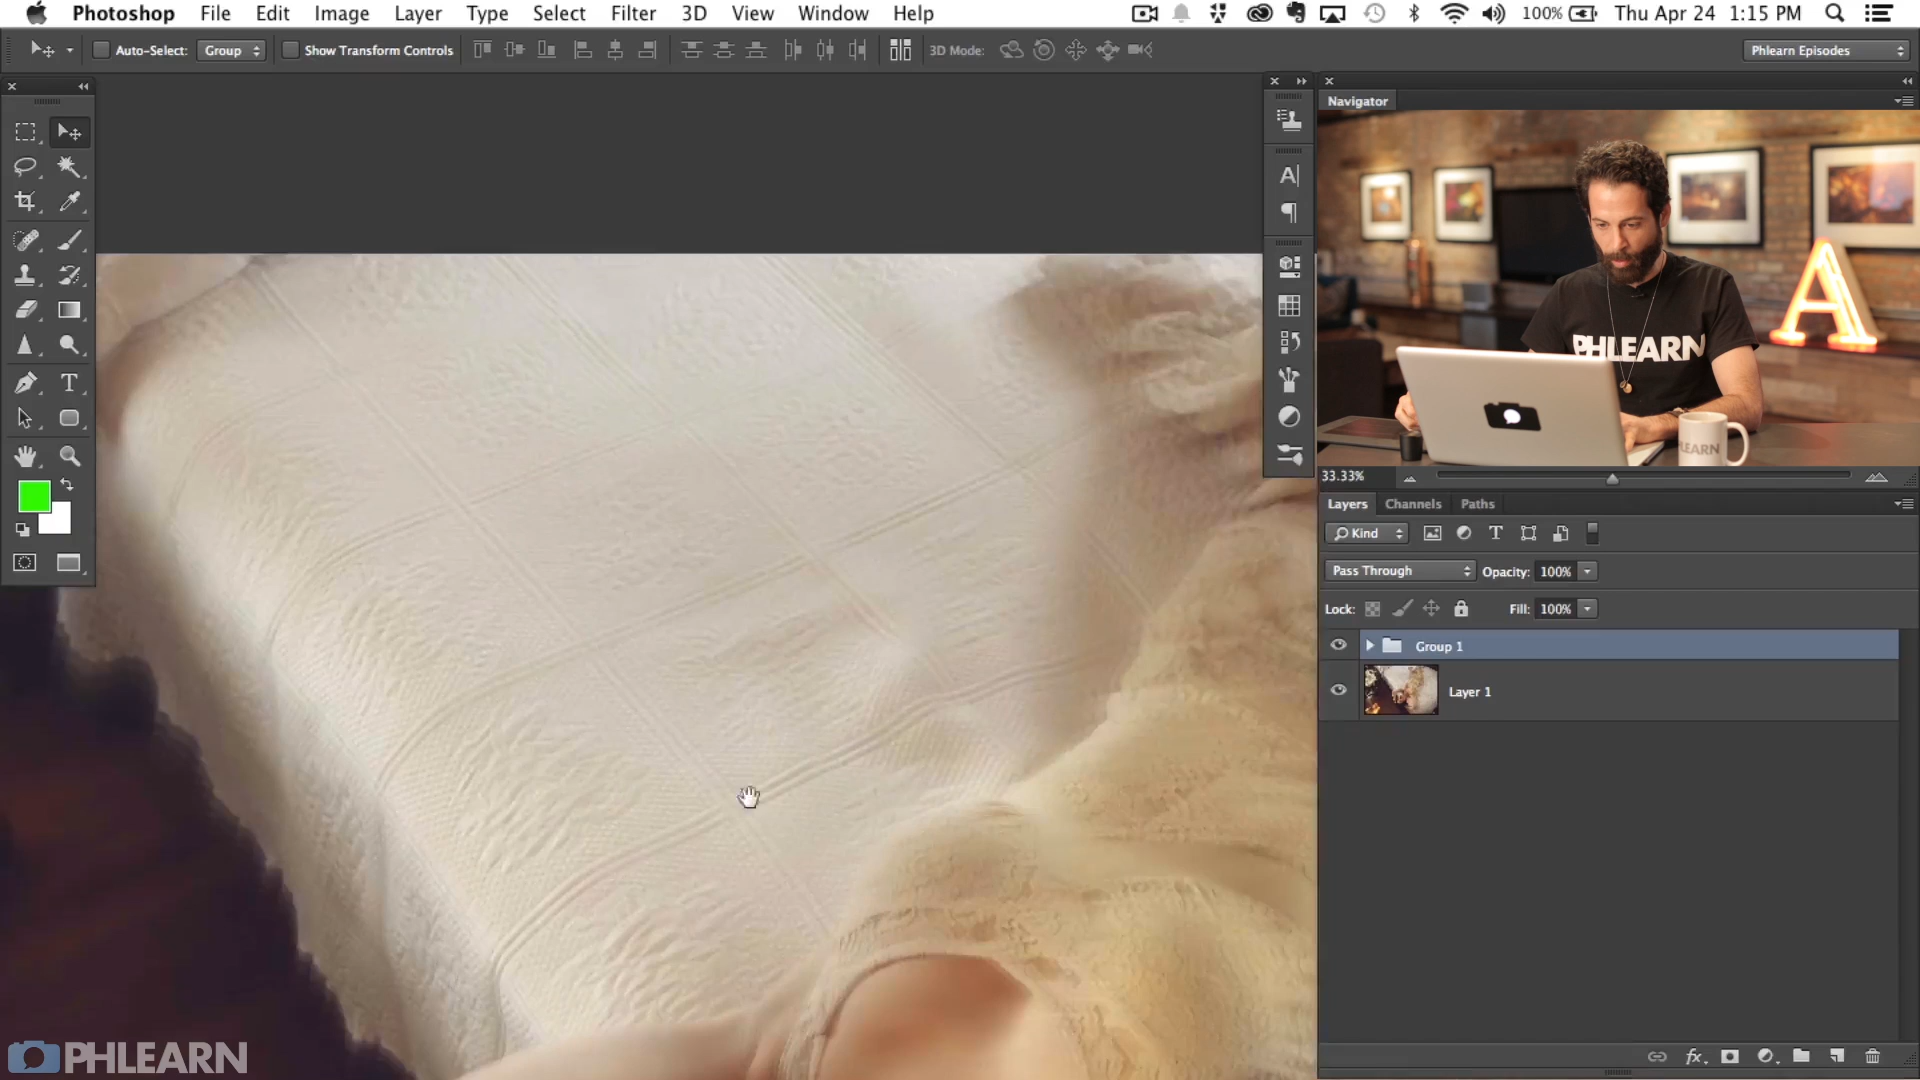 Photoshop File Edit Image Layer Type Select Filter 3D View Window Help 100% Thu Apr 24 1:15 PM
Auto-Select: Group Show Transform Controls 3D Mode: Phlearn Episodes
Navigator
A
PHLEARN
LEARN
33.33%
Layers Channels Paths
Kind
Pass Through Opacity: 100%
Lock: Fill: 100%
Group 1
Layer 1
PHLEARN